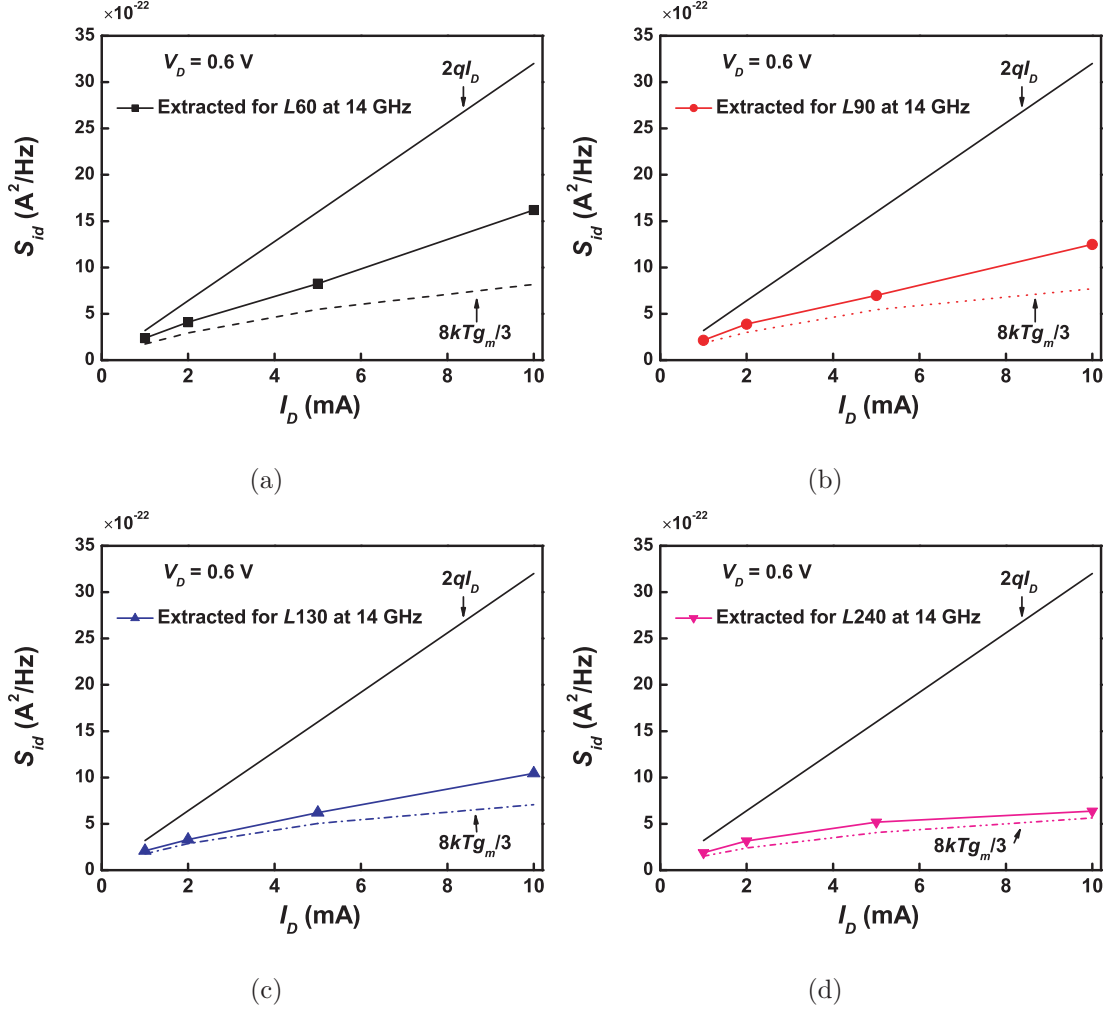 ×10⁻²²
V_D = 0.6 V
2qI_D
Extracted for L60 at 14 GHz
8kTg_m/3
S_id (A²/Hz)
35
30
25
20
15
10
5
0
0 2 4 6 8 10
I_D (mA)
(a)
×10⁻²²
V_D = 0.6 V
2qI_D
Extracted for L90 at 14 GHz
8kTg_m/3
S_id (A²/Hz)
35
30
25
20
15
10
5
0
0 2 4 6 8 10
I_D (mA)
(b)
×10⁻²²
V_D = 0.6 V
2qI_D
Extracted for L130 at 14 GHz
8kTg_m/3
S_id (A²/Hz)
35
30
25
20
15
10
5
0
0 2 4 6 8 10
I_D (mA)
(c)
×10⁻²²
V_D = 0.6 V
2qI_D
Extracted for L240 at 14 GHz
8kTg_m/3
S_id (A²/Hz)
35
30
25
20
15
10
5
0
0 2 4 6 8 10
I_D (mA)
(d)